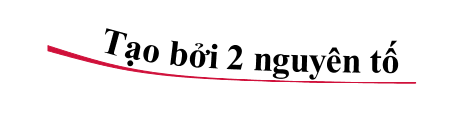 Tạo bởi 2 nguyên tố